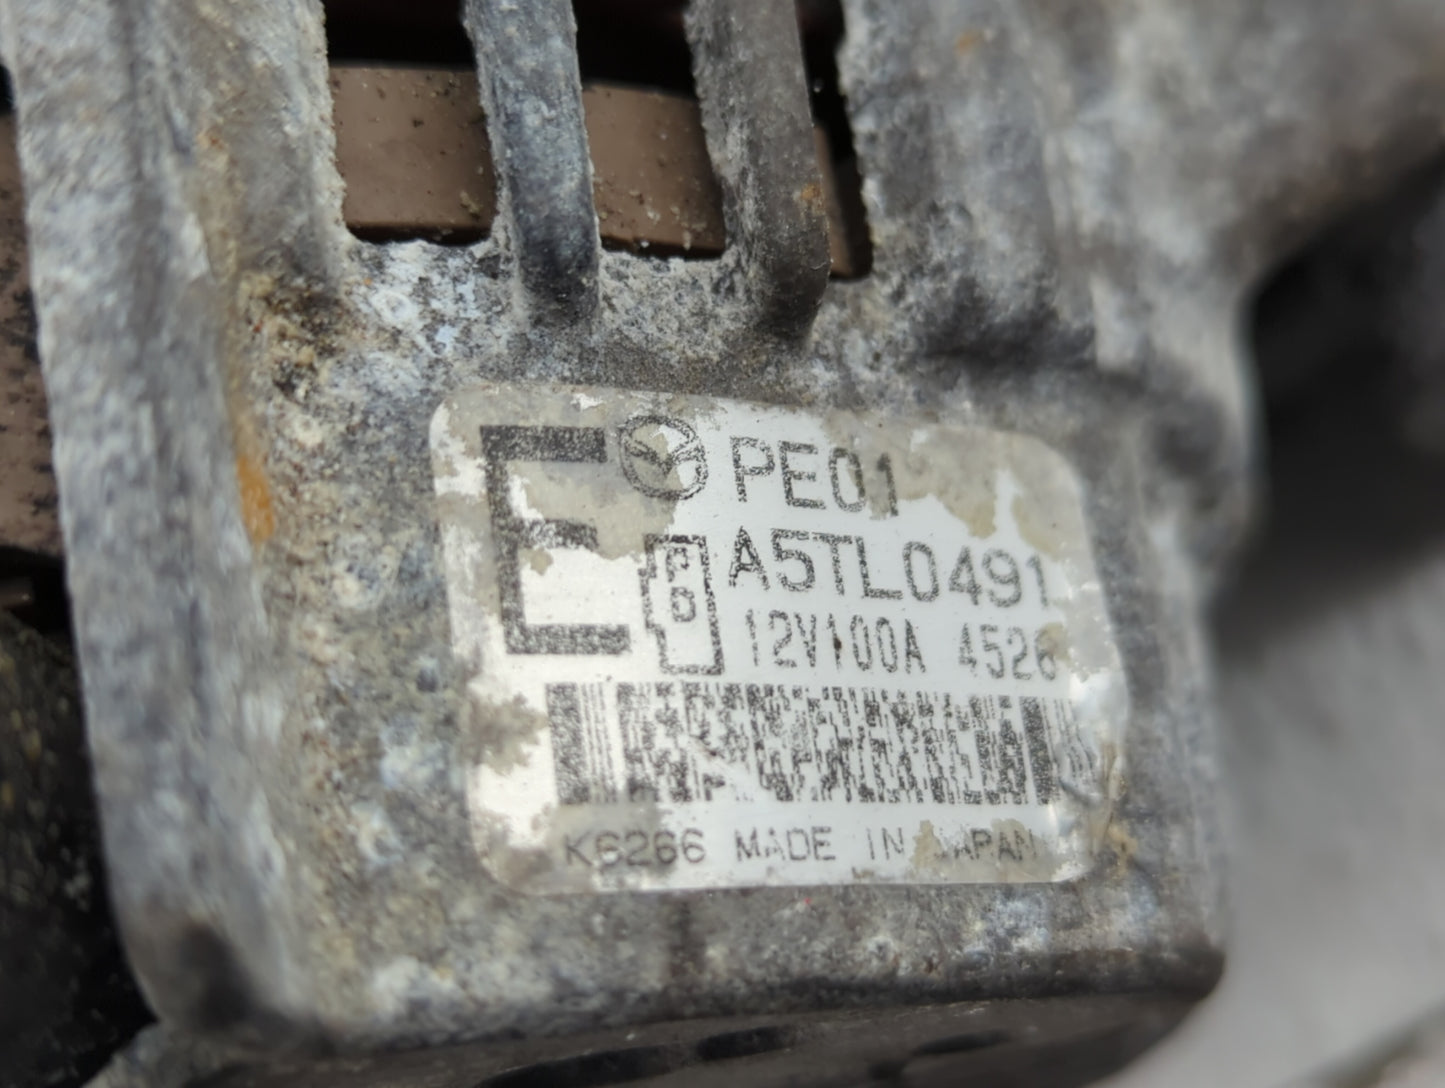 E PE01
A5TL0491
12V100A 4526
K6266 MADE IN JAPAN